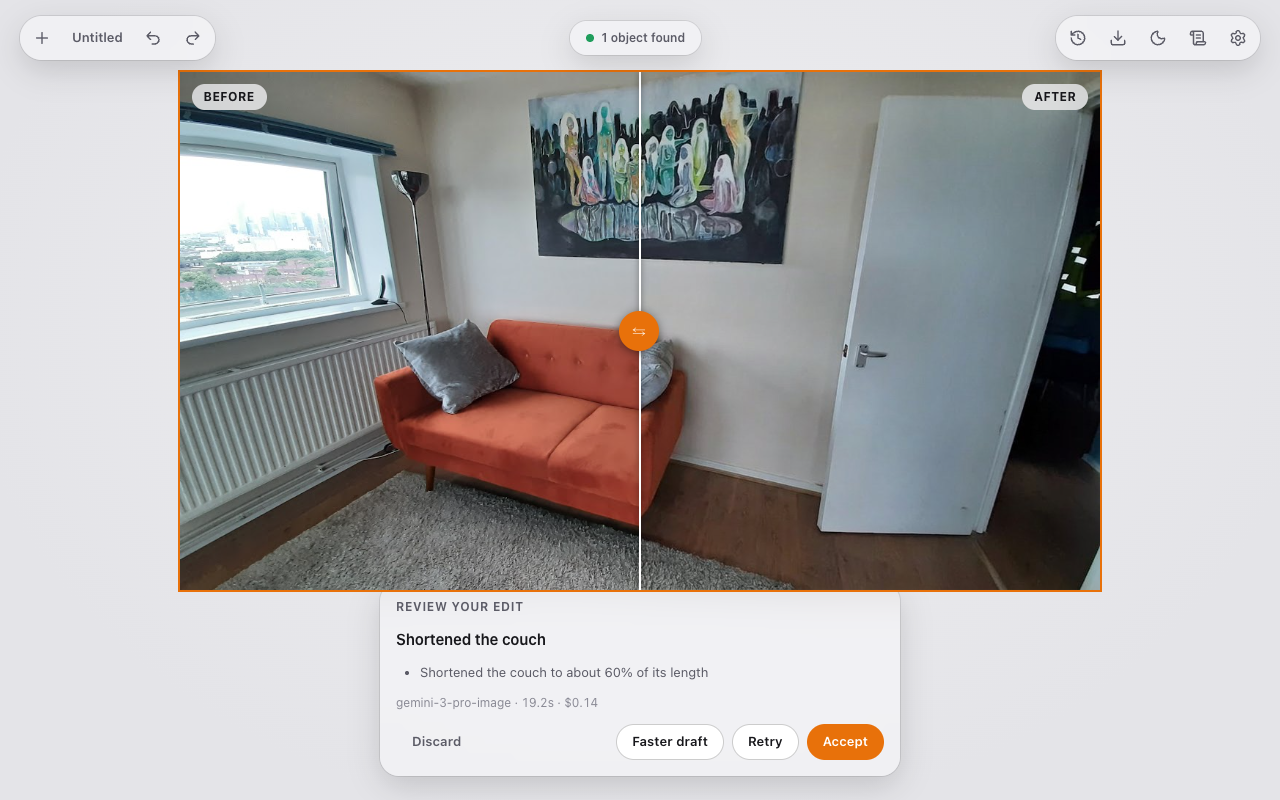 Untitled
1 object found
BEFORE
AFTER
REVIEW YOUR EDIT
Shortened the couch
• Shortened the couch to about 60% of its length
gemini-3-pro-image · 19.2s · $0.14
Discard
Faster draft
Retry
Accept